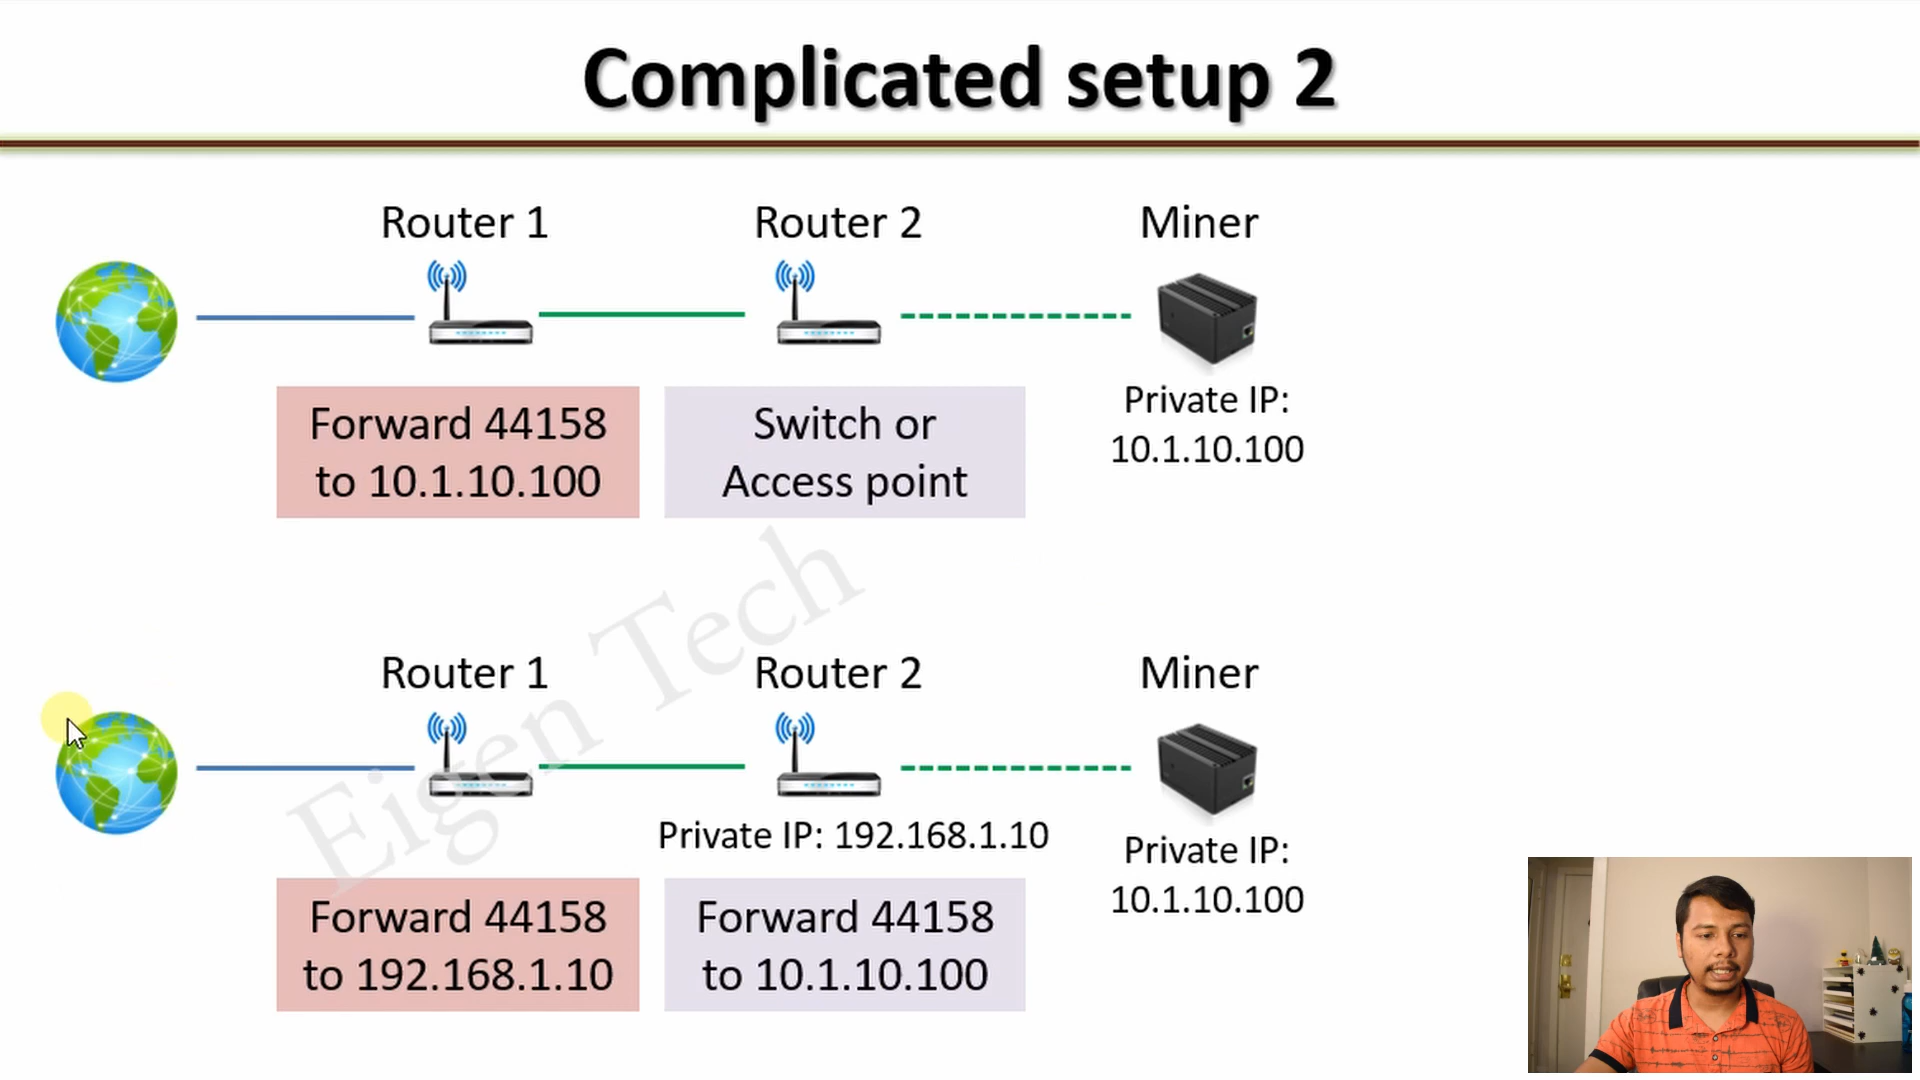 Complicated setup 2
Router 1
Router 2
Miner
Forward 44158
to 10.1.10.100
Switch or
Access point
Private IP:
10.1.10.100
Eigen Tech
Router 1
Router 2
Miner
Private IP: 192.168.1.10
Private IP:
10.1.10.100
Forward 44158
to 192.168.1.10
Forward 44158
to 10.1.10.100